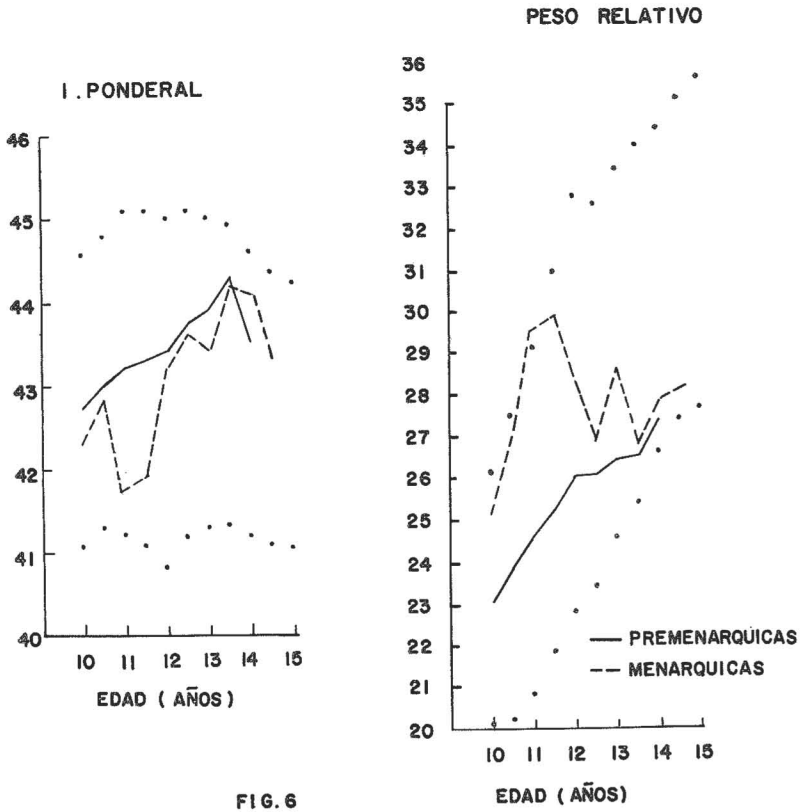 I. PONDERAL
46
45
44
43
42
41
40
10 11 12 13 14 15
EDAD (AÑOS)
PESO RELATIVO
36
35
34
33
32
31
30
29
28
27
26
25
24
23
22
21
20
PREMENARQUICAS
MENARQUICAS
10 11 12 13 14 15
EDAD (AÑOS)
FIG.6